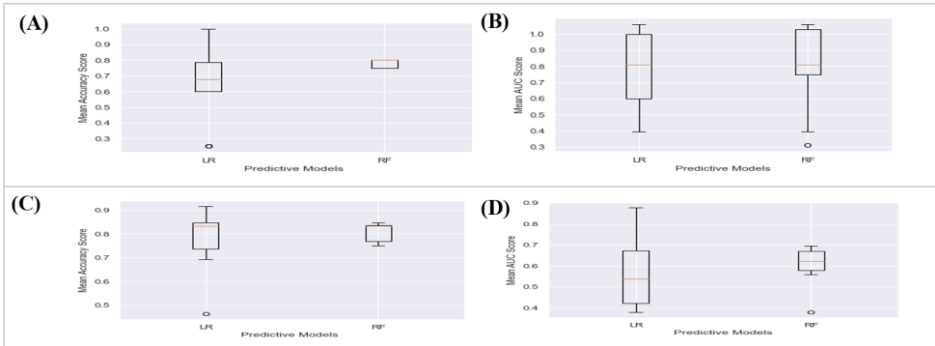 (A)
Mean Accuracy Score
1.0
0.9
0.8
0.7
0.6
0.5
0.4
0.3
LR
RF
Predictive Models
(B)
Mean AUC Score
1.0
0.9
0.8
0.7
0.6
0.5
0.4
0.3
LR
RF
Predictive Models
(C)
Mean Accuracy Score
0.9
0.8
0.7
0.6
0.5
LR
RF
Predictive Models
(D)
Mean AUC Score
0.9
0.8
0.7
0.6
0.5
0.4
LR
RF
Predictive Models